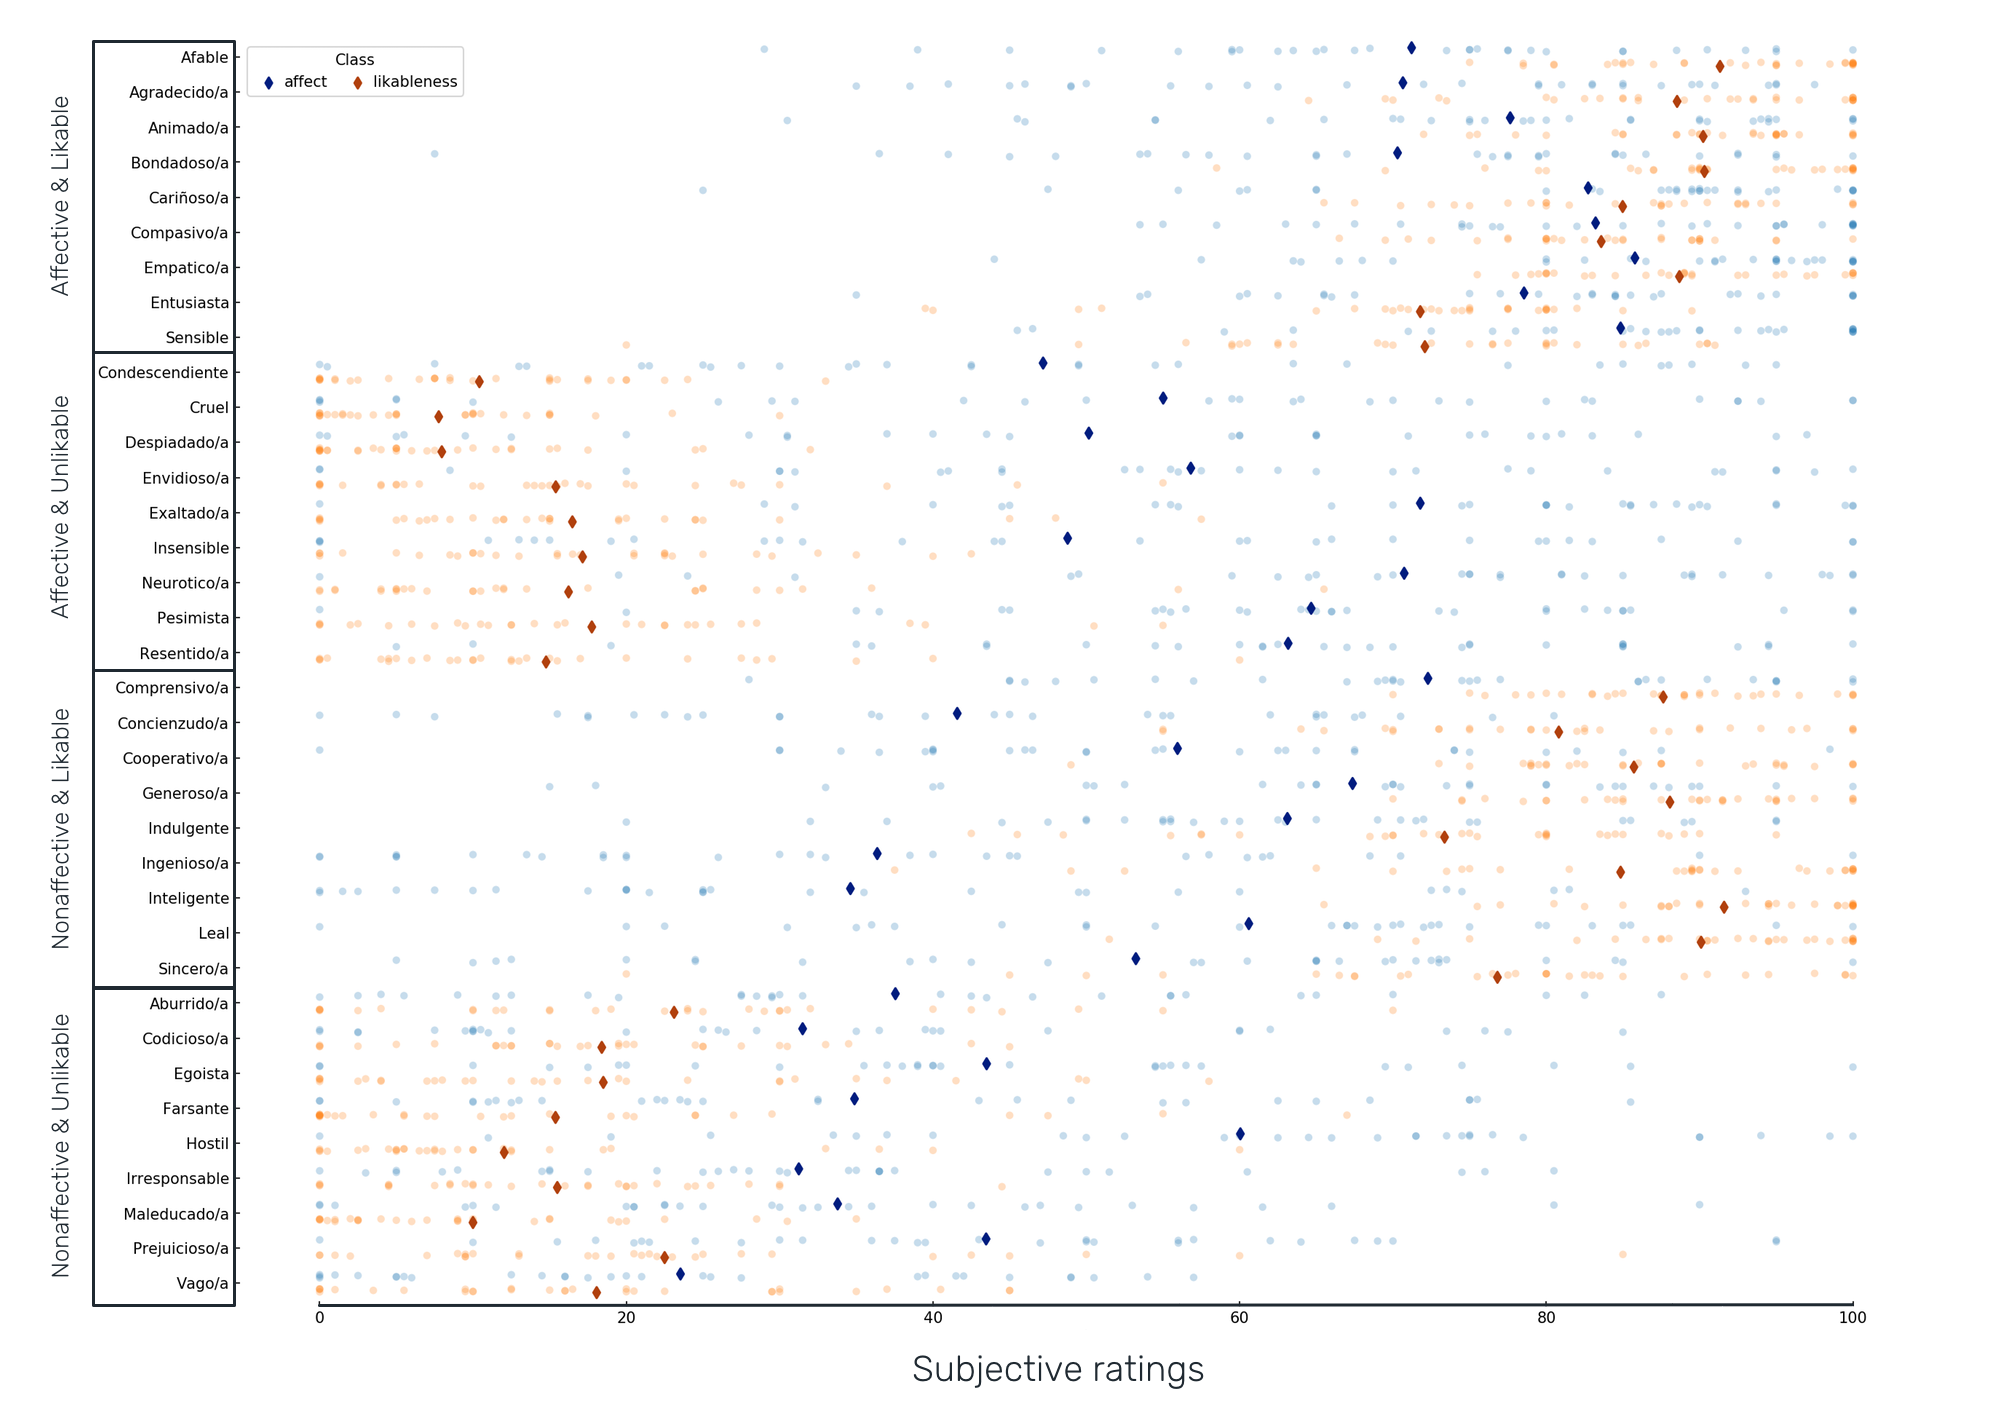 Class
affect
likableness
Affective & Likable
Afable
Agradecido/a
Animado/a
Bondadoso/a
Cariñoso/a
Compasivo/a
Empatico/a
Entusiasta
Sensible
Affective & Unlikable
Condescendiente
Cruel
Despiadado/a
Envidioso/a
Exaltado/a
Insensible
Neurotico/a
Pesimista
Resentido/a
Nonaffective & Likable
Comprensivo/a
Concienzudo/a
Cooperativo/a
Generoso/a
Indulgente
Ingenioso/a
Inteligente
Leal
Sincero/a
Nonaffective & Unlikable
Aburrido/a
Codicioso/a
Egoista
Farsante
Hostil
Irresponsable
Maleducado/a
Prejuicioso/a
Vago/a
0 20 40 60 80 100
Subjective ratings